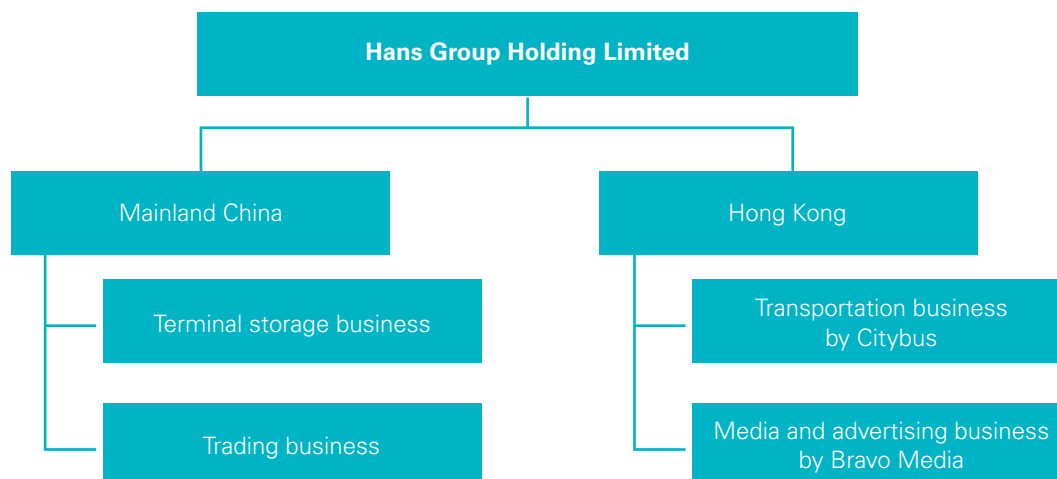 Hans Group Holding Limited
Mainland China
Terminal storage business
Trading business
Hong Kong
Transportation business
by Citybus
Media and advertising business
by Bravo Media